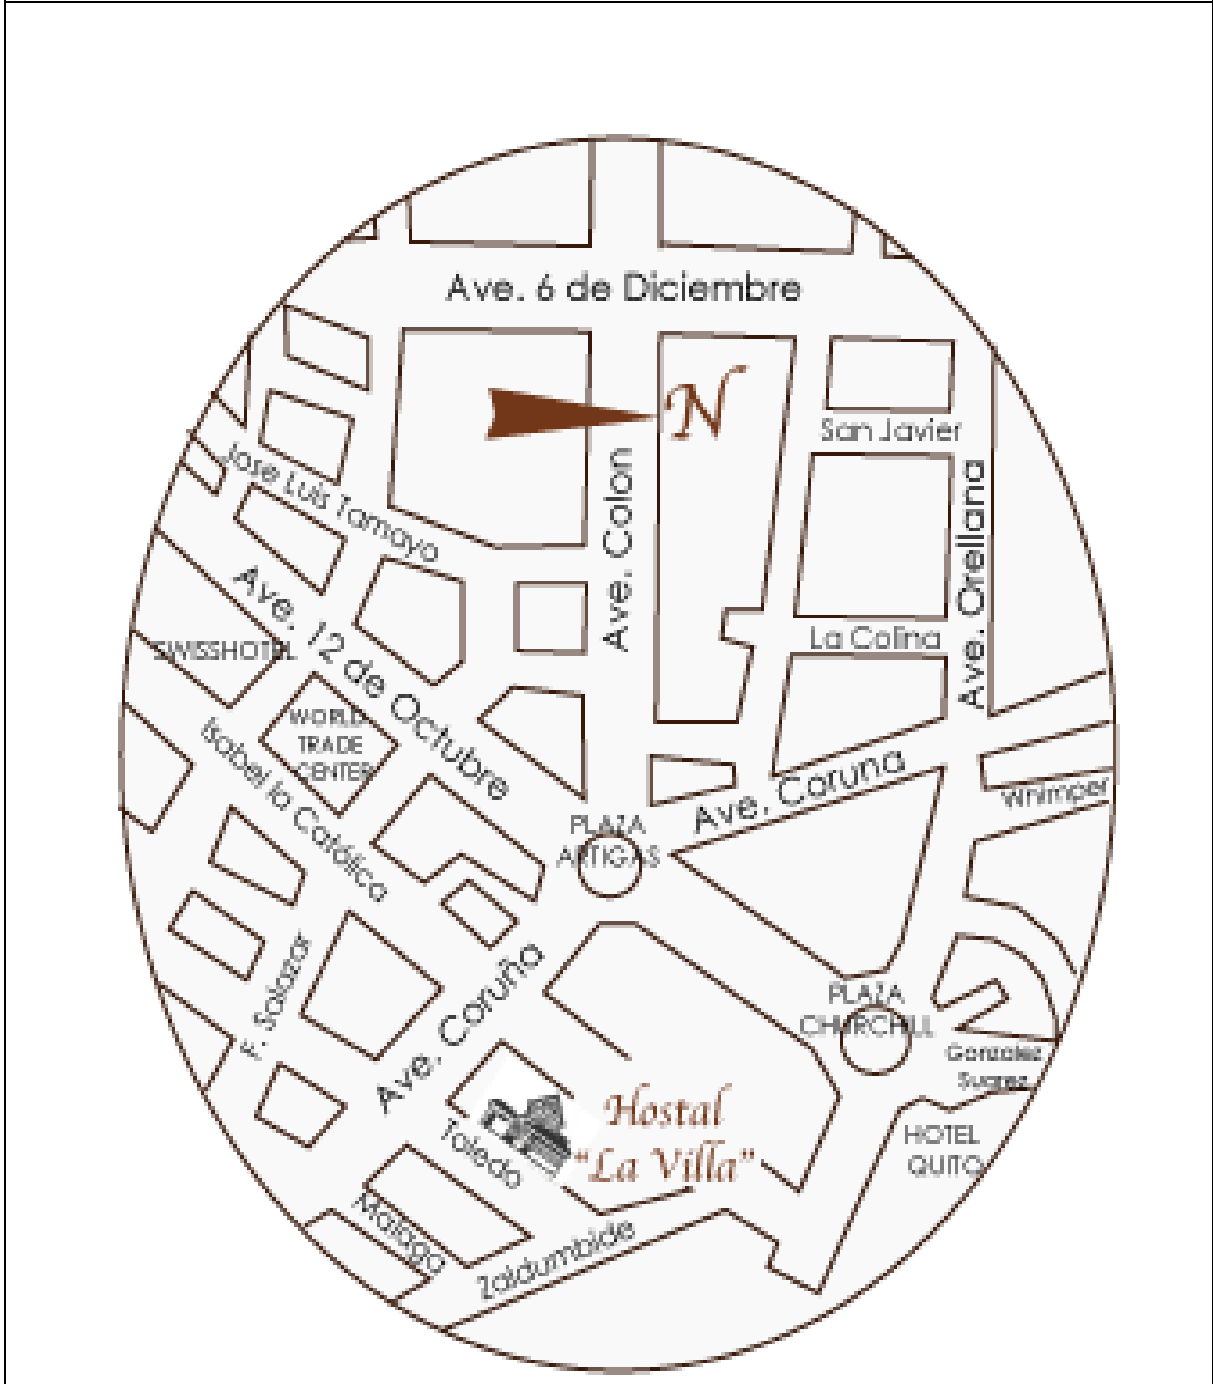 Ave. 6 de Diciembre
N
San Javier
Jose Luis Tamayo
Ave. Colon
Ave. Orellana
Ave. 12 de Octubre
La Colina
SWISSHOTEL
WORLD
TRADE
CENTER
Isabel la Católica
Ave. Coruna
Whimper
PLAZA
ARTIGAS
F. Salazar
Ave. Coruña
PLAZA
CHURCHILL
Gonzalez
Suarez
Hostal
"La Villa"
Toledo
HOTEL
QUITO
Malaga
Zaldumbide